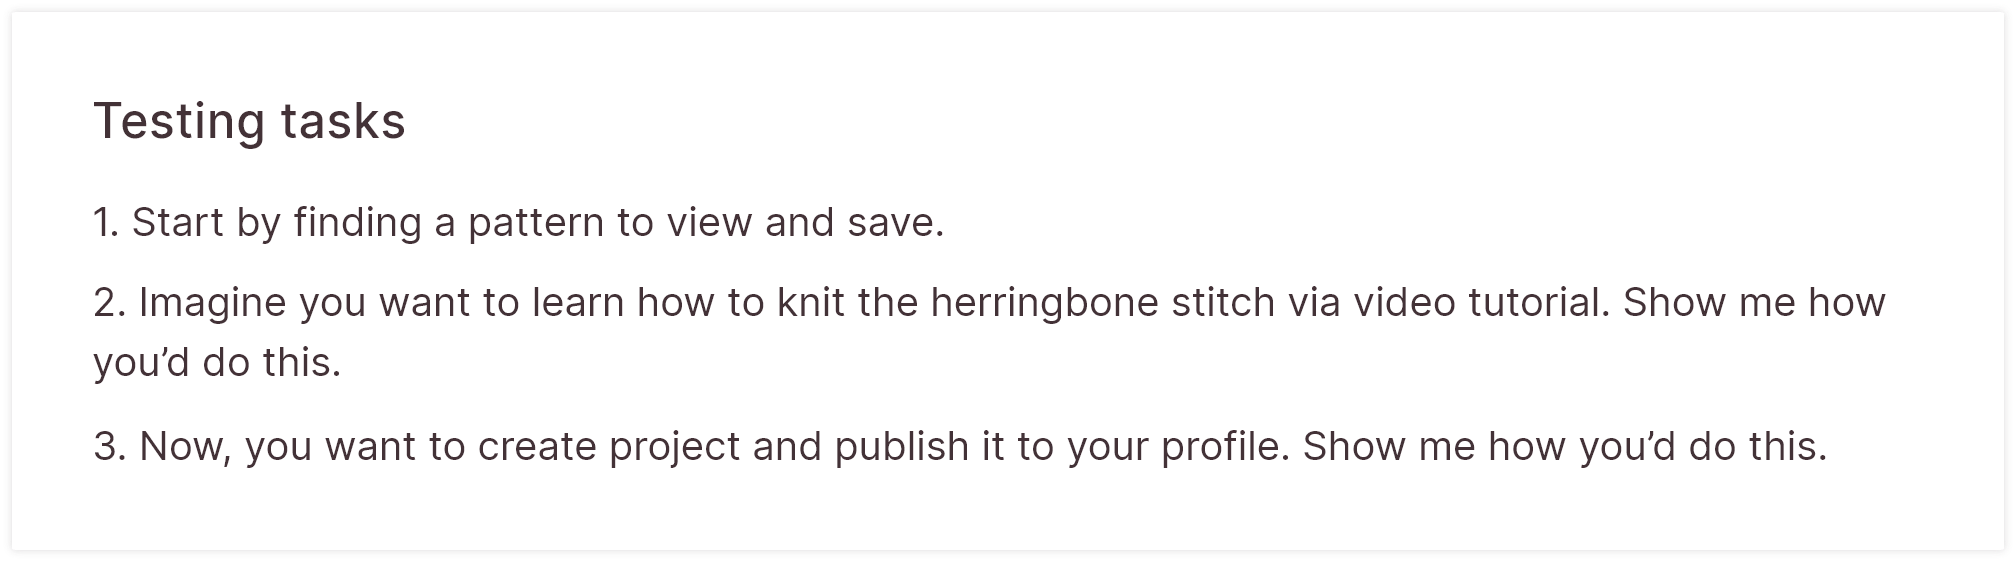 Testing tasks
1. Start by finding a pattern to view and save.
2. Imagine you want to learn how to knit the herringbone stitch via video tutorial. Show me how
you’d do this.
3. Now, you want to create project and publish it to your profile. Show me how you’d do this.